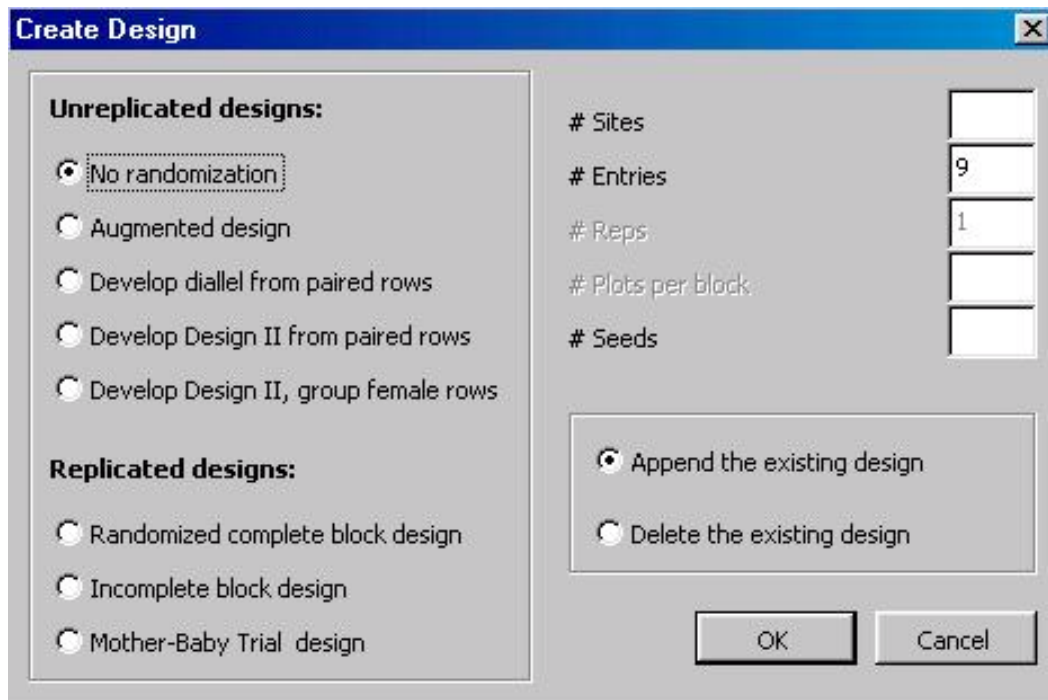 Create Design
Unreplicated designs:
No randomization
Augmented design
Develop diallel from paired rows
Develop Design II from paired rows
Develop Design II, group female rows
Replicated designs:
Randomized complete block design
Incomplete block design
Mother-Baby Trial design
# Sites
# Entries 9
# Reps 1
# Plots per block
# Seeds
Append the existing design
Delete the existing design
OK Cancel